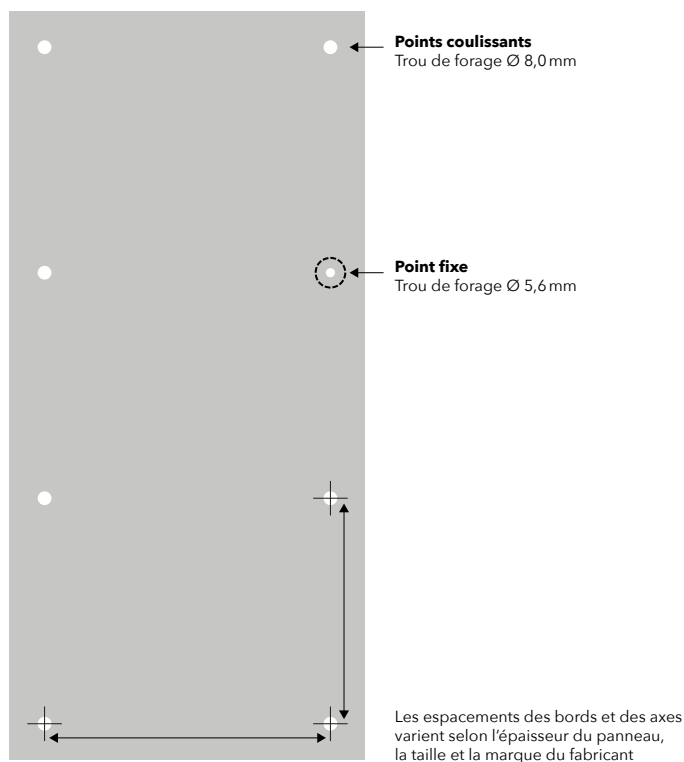 Points coulissants
Trou de forage Ø 8,0 mm
Point fixe
Trou de forage Ø 5,6 mm
Les espacements des bords et des axes
varient selon l’épaisseur du panneau,
la taille et la marque du fabricant